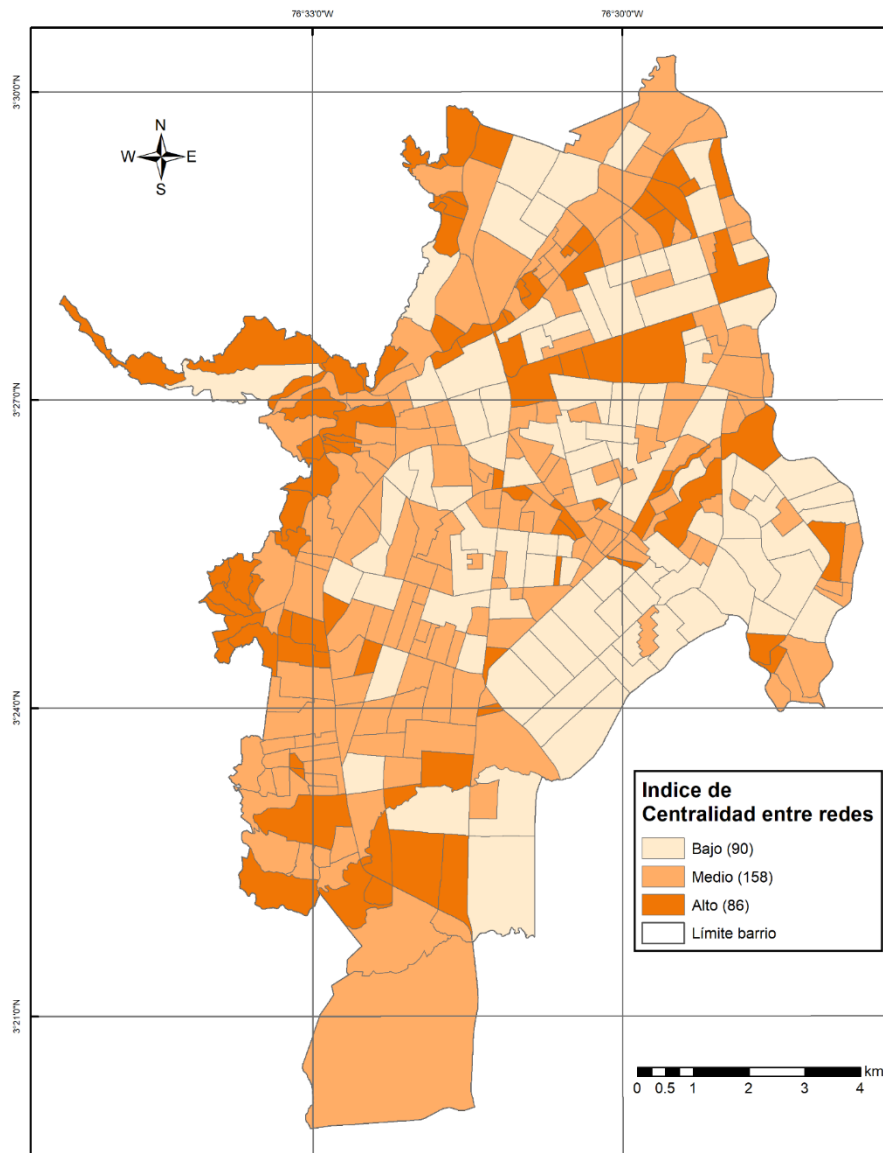 76°33'0"W
76°30'0"W
3°30'0"N
N
W
E
S
3°27'0"N
3°24'0"N
Indice de
Centralidad entre redes
Bajo (90)
Medio (158)
Alto (86)
Límite barrio
3°21'0"N
km
0 0.5 1 2 3 4